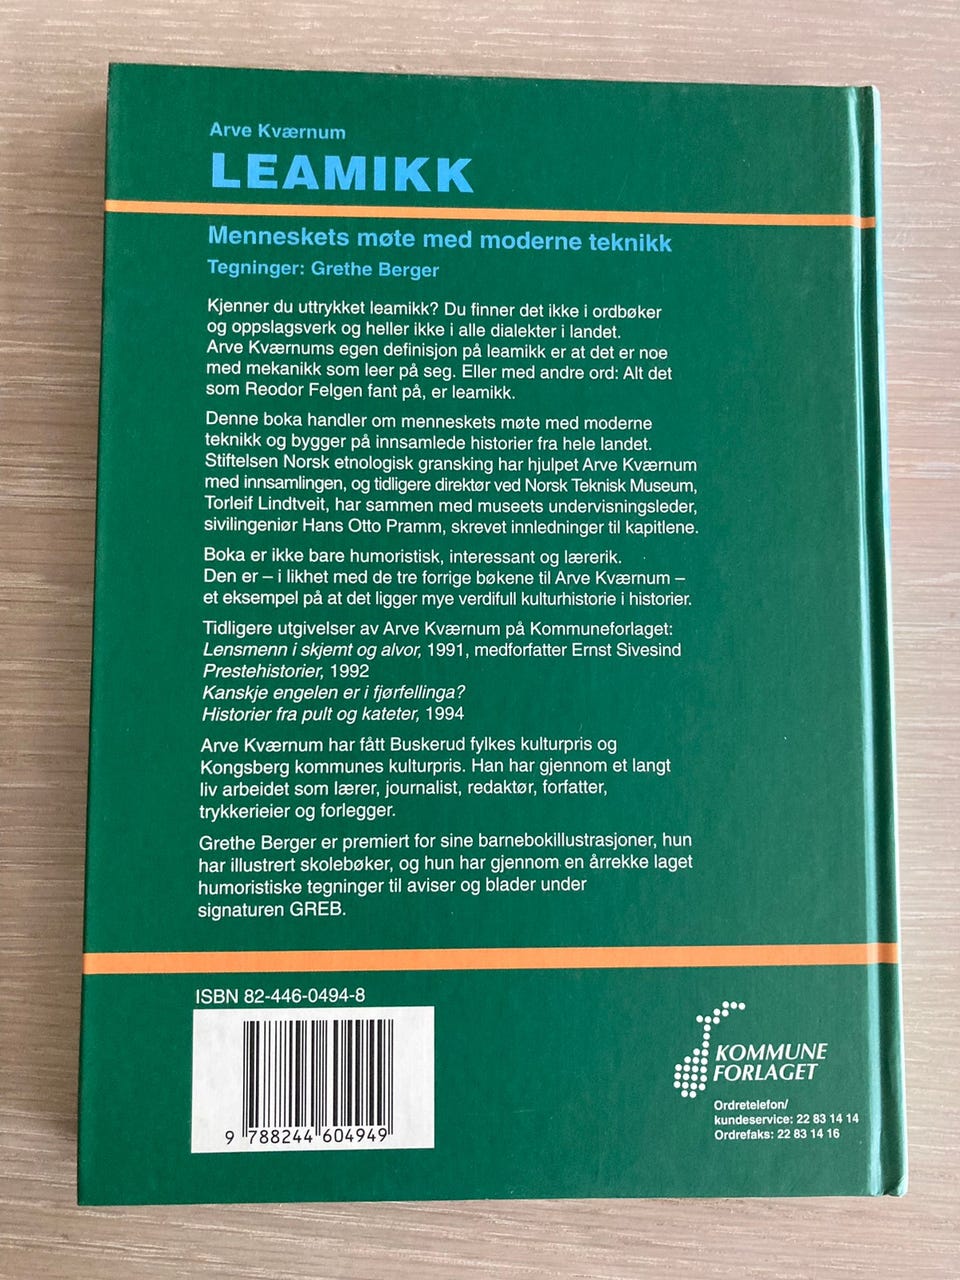 Arve Kværnum
LEAMIKK
Menneskets møte med moderne teknikk
Tegninger: Grethe Berger
Kjenner du uttrykket leamikk? Du finner det ikke i ordbøker
og oppslagsverk og heller ikke i alle dialekter i landet.
Arve Kværnums egen definisjon på leamikk er at det er noe
med mekanikk som leer på seg. Eller med andre ord: Alt det
som Reodor Felgen fant på, er leamikk.
Denne boka handler om menneskets møte med moderne
teknikk og bygger på innsamlede historier fra hele landet.
Stiftelsen Norsk etnologisk gransking har hjulpet Arve Kværnum
med innsamlingen, og tidligere direktør ved Norsk Teknisk Museum,
Torleif Lindtveit, har sammen med museets undervisningsleder,
sivilingeniør Hans Otto Pramm, skrevet innledninger til kapitlene.
Boka er ikke bare humoristisk, interessant og lærerik.
Den er – i likhet med de tre forrige bøkene til Arve Kværnum –
et eksempel på at det ligger mye verdifull kulturhistorie i historier.
Tidligere utgivelser av Arve Kværnum på Kommuneforlaget:
Lensmenn i skjemt og alvor, 1991, medforfatter Ernst Sivesind
Prestehistorier, 1992
Kanskje engelen er i fjørfellinga?
Historier fra pult og kateter, 1994
Arve Kværnum har fått Buskerud fylkes kulturpris og
Kongsberg kommunes kulturpris. Han har gjennom et langt
liv arbeidet som lærer, journalist, redaktør, forfatter,
trykkerieier og forlegger.
Grethe Berger er premiert for sine barnebokillustrasjoner, hun
har illustrert skolebøker, og hun har gjennom en årrekke laget
humoristiske tegninger til aviser og blader under
signaturen GREB.
ISBN 82-446-0494-8
9 788244 604949
KOMMUNE
FORLAGET
Ordretelefon/
kundeservice: 22 83 14 14
Ordrefaks: 22 83 14 16